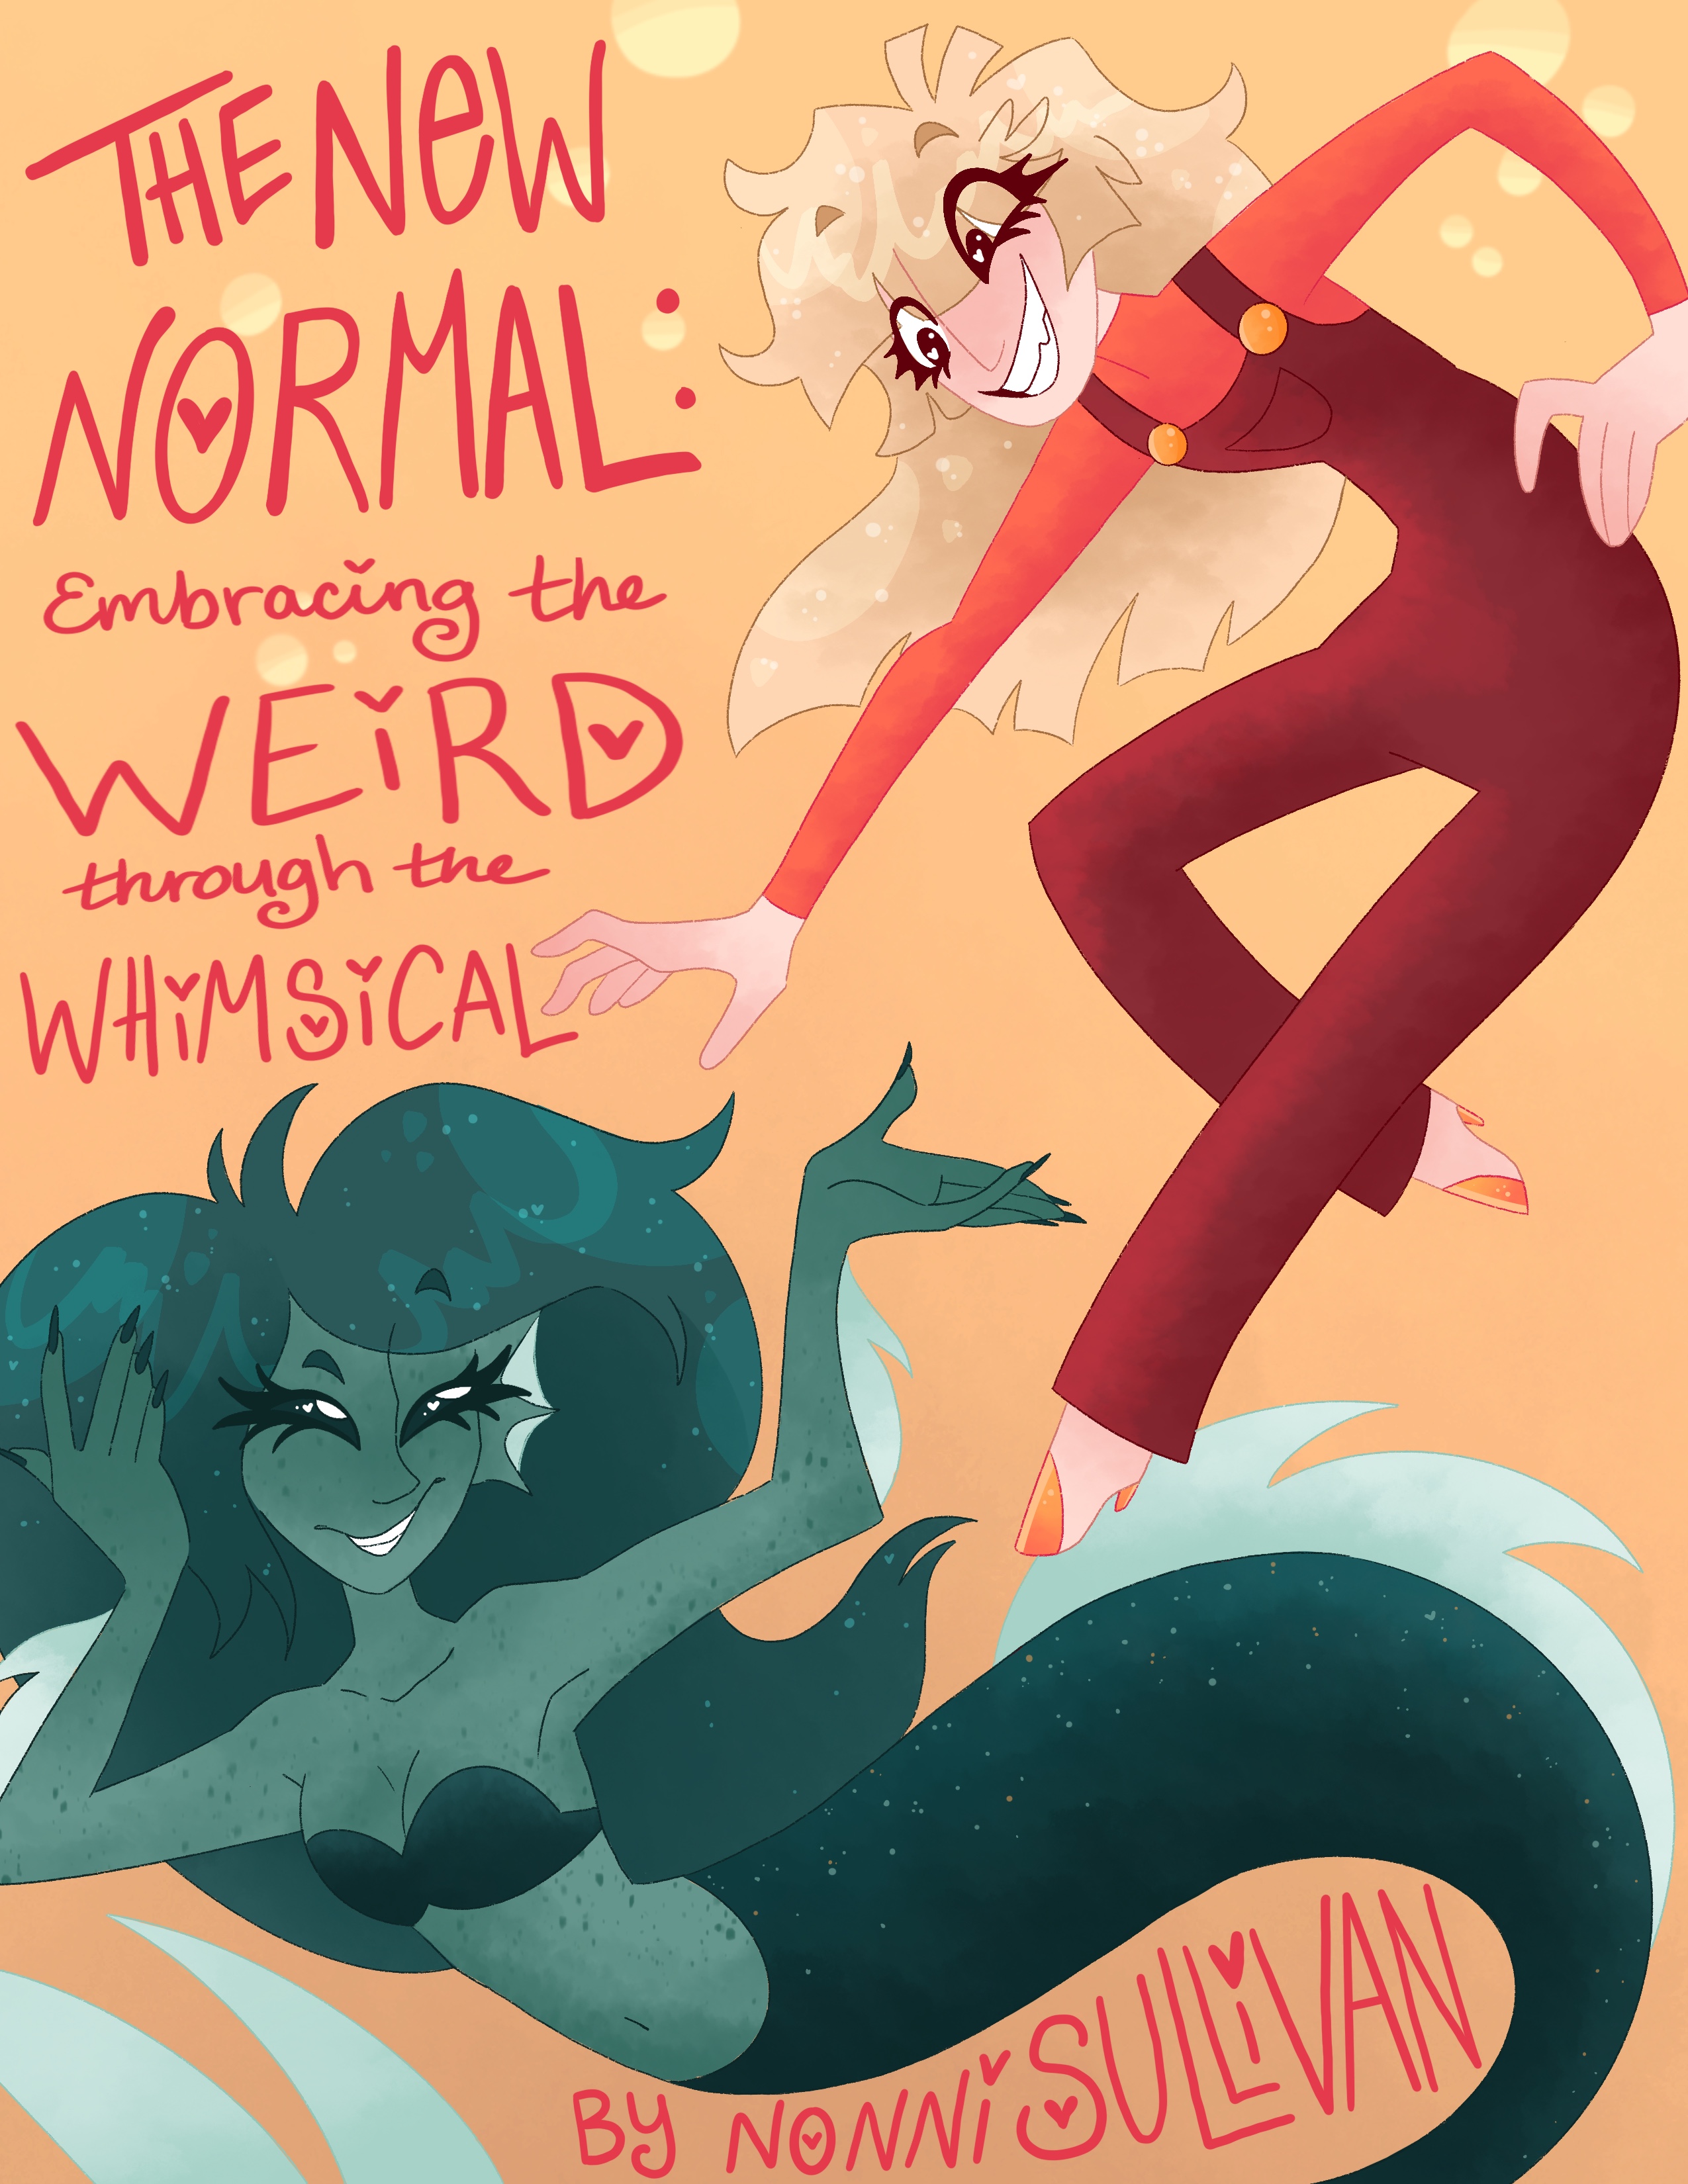 THE NeW
NORMAL:
Embracing the
WEiRD
through the
WHiMSiCAL
By NONNi SULLiVAN